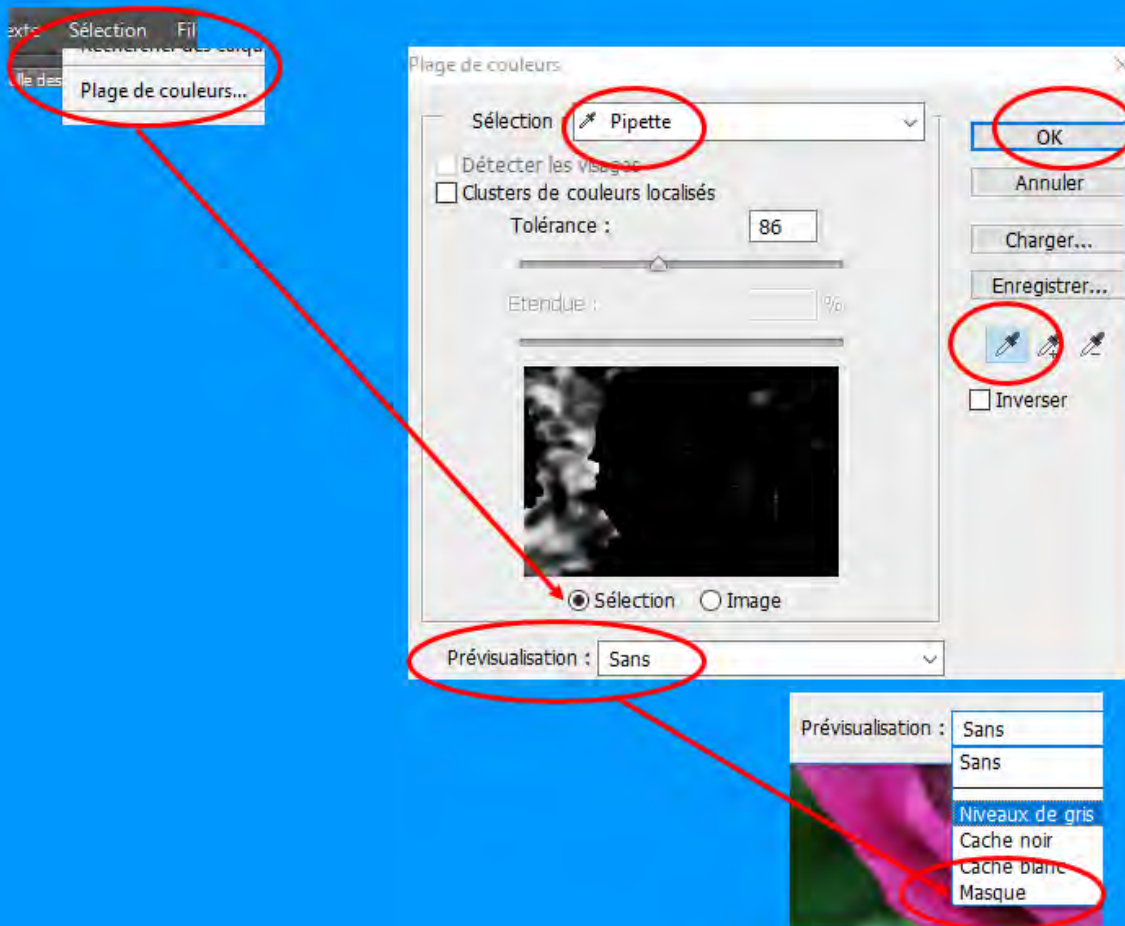 Sélection Fil
Plage de couleurs...
Plage de couleurs
Sélection : Pipette
OK
Détecter les visages
Annuler
Clusters de couleurs localisés
Tolérance : 86
Charger...
Etendue : %
Enregistrer...
Inverser
Sélection Image
Prévisualisation : Sans
Prévisualisation : Sans
Sans
Niveaux de gris
Cache noir
Cache blanc
Masque